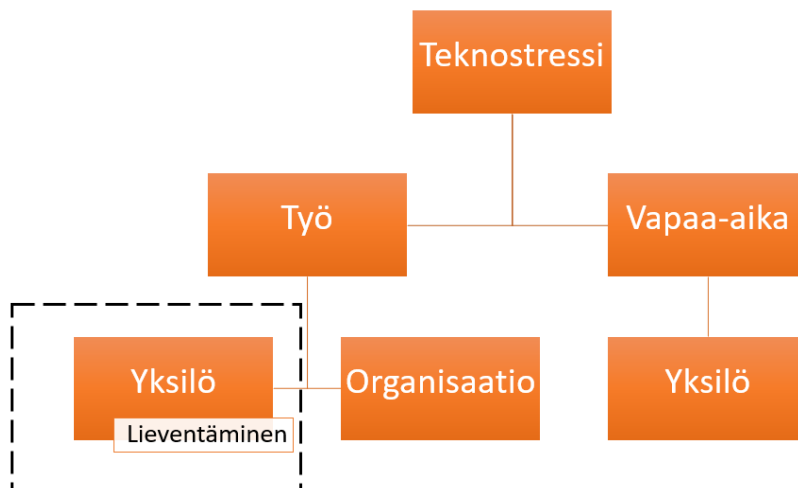 Teknostressi
Työ
Vapaa-aika
Yksilö
Organisaatio
Yksilö
Lieventäminen